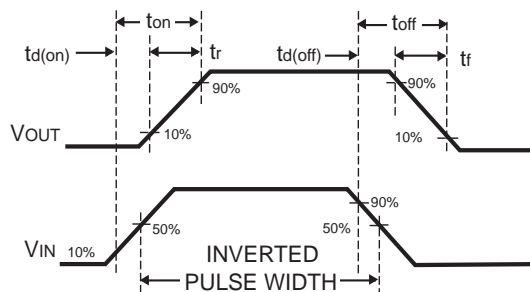 ton toff
td(on) tr td(off) tf
90% 90%
VOUT 10% 10%
90%
50% 50%
VIN 10% INVERTED
PULSE WIDTH